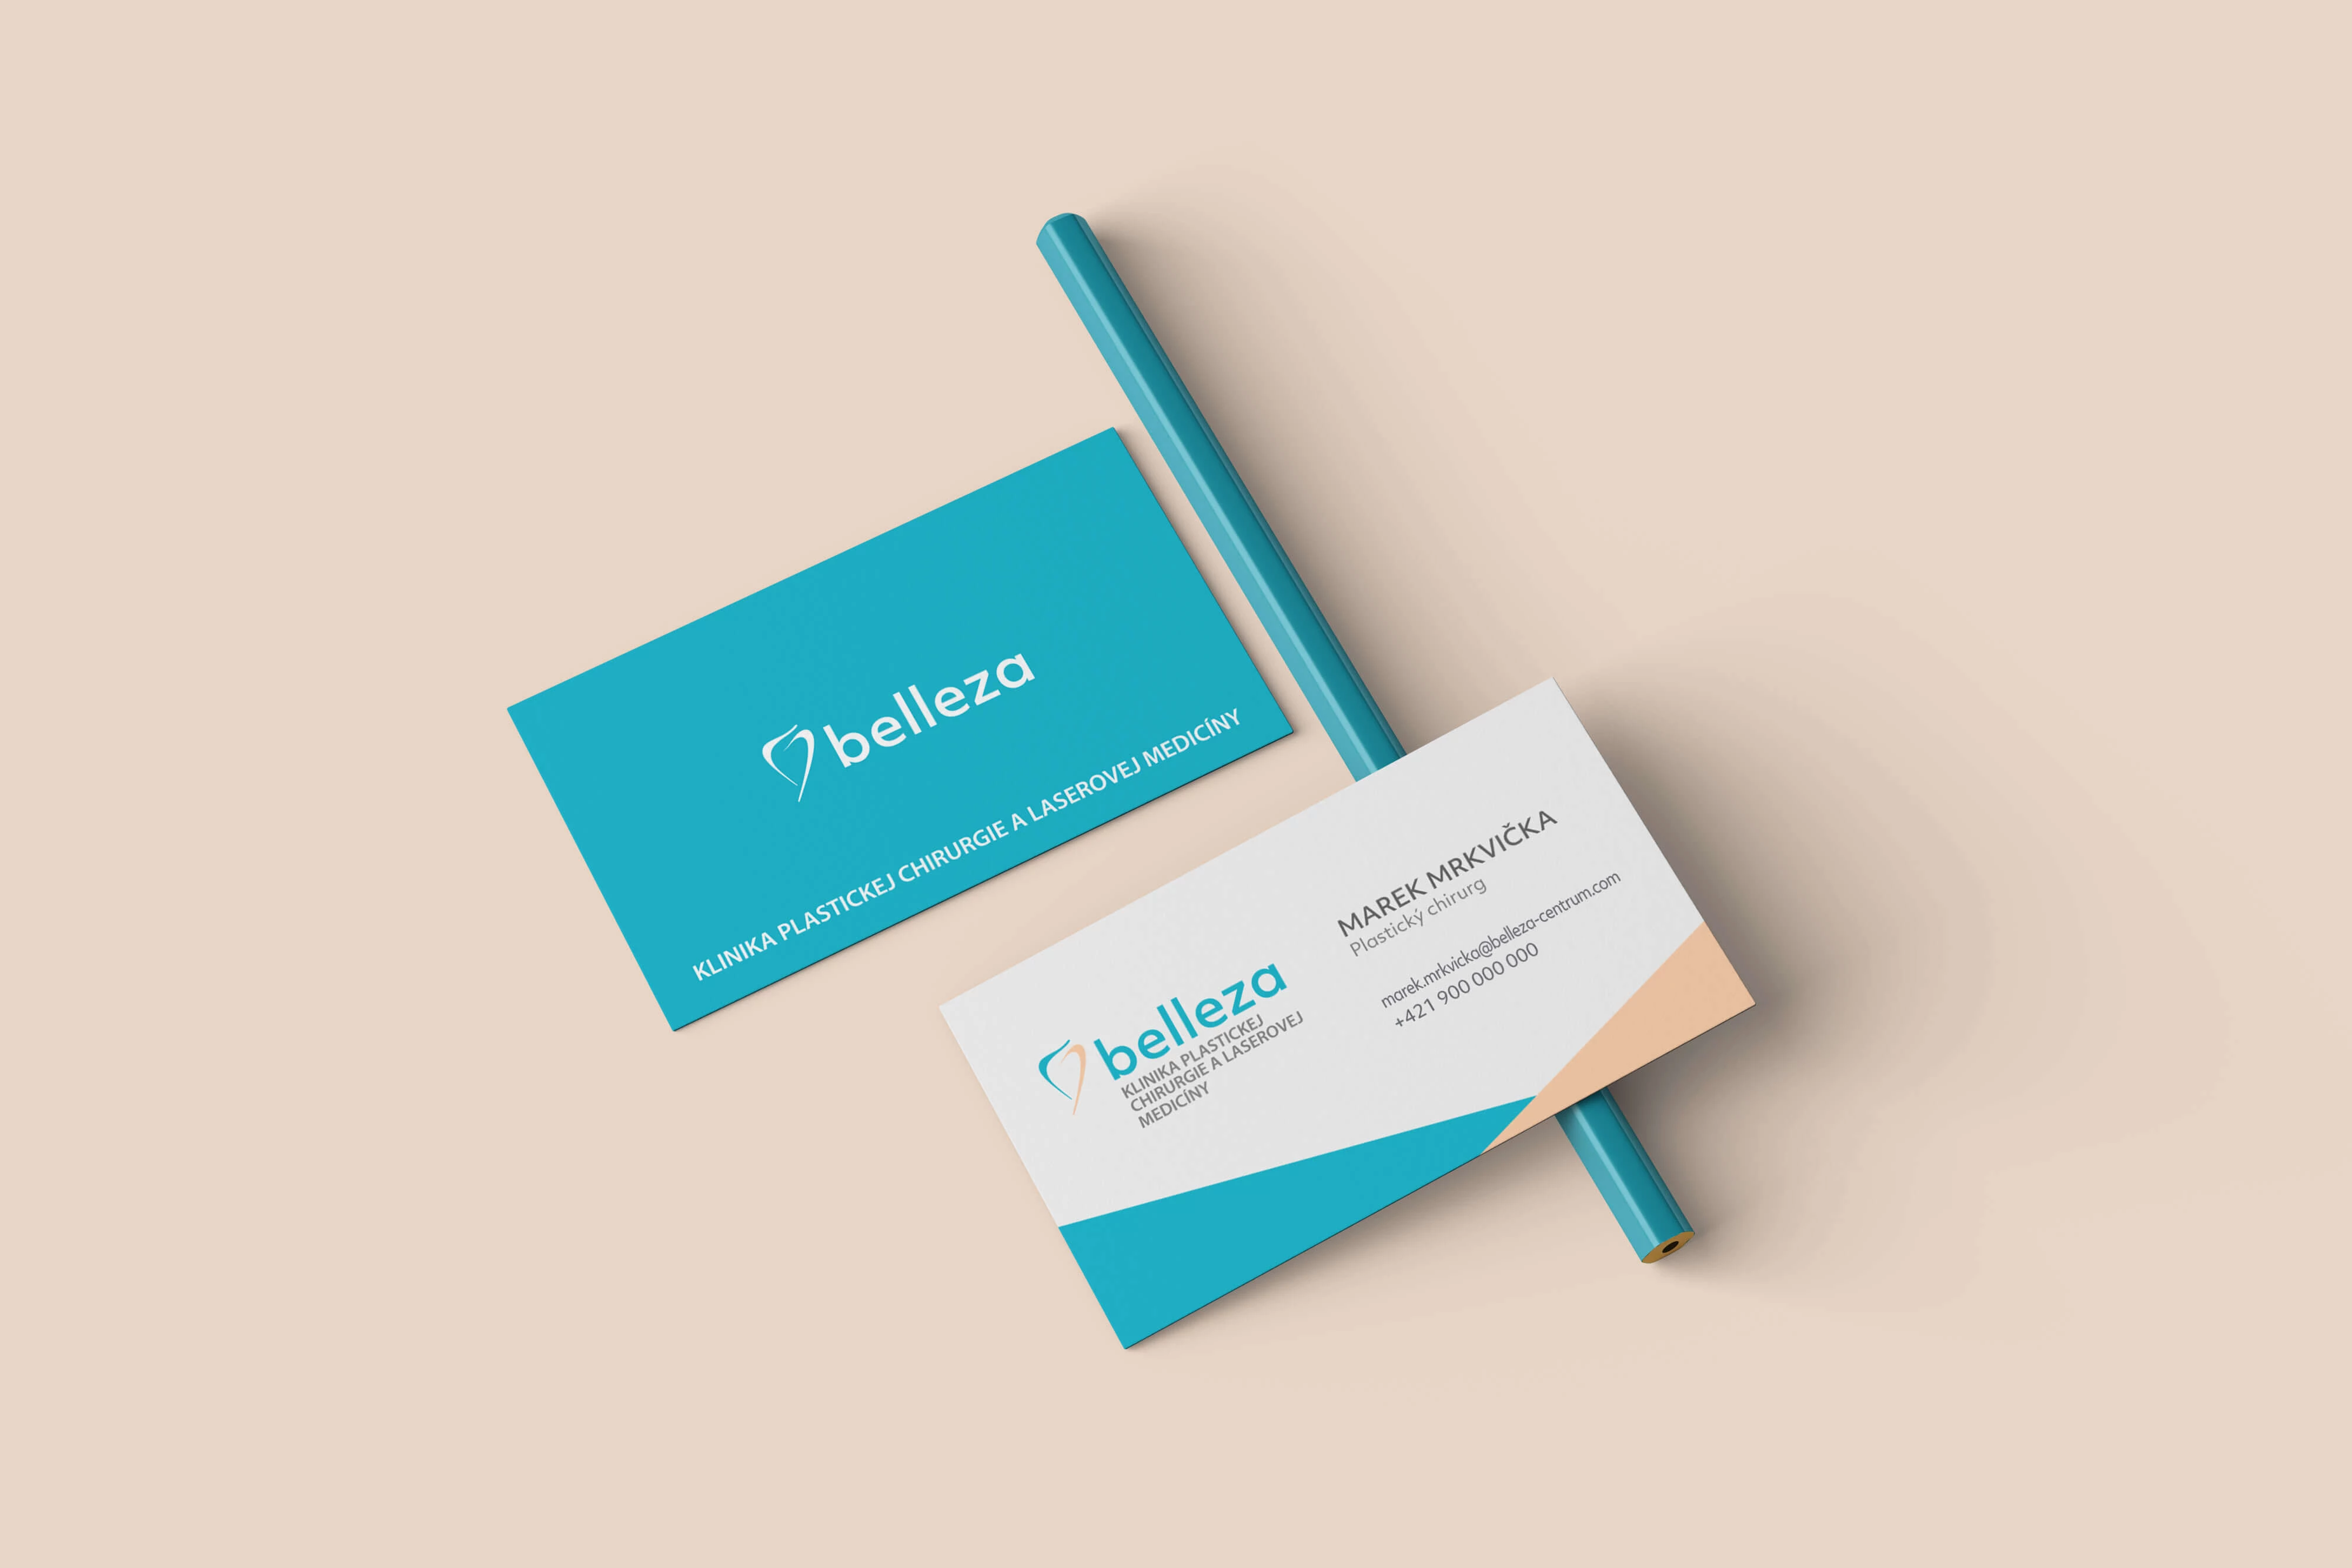 belleza
KLINIKA PLASTICKEJ CHIRURGIE A LASEROVEJ MEDICÍNY
belleza
KLINIKA PLASTICKEJ
CHIRURGIE A LASEROVEJ
MEDICÍNY
MAREK MRKVIČKA
Plastický chirurg
marek.mrkvicka@belleza-centrum.com
+421 900 000 000